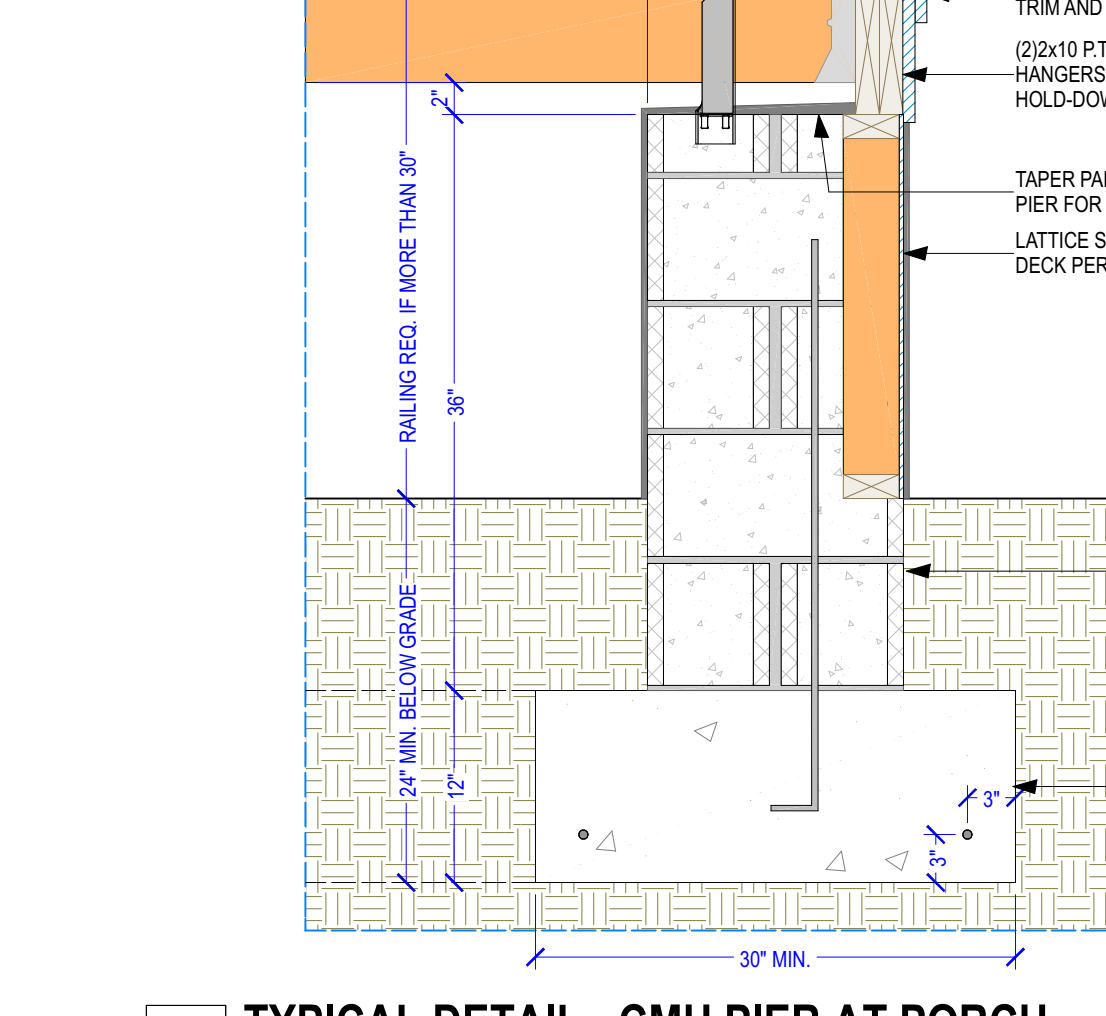 TRIM AND
(2)2x10 P.T
HANGERS
HOLD-DOW
2"
TAPER
PIER FOR
LATTICE S
DECK PER
RAILING REQ. IF MORE THAN 30"
36"
24" MIN. BELOW GRADE
12"
3"
3"
30" MIN.
TYPICAL DETAIL - CMU PIER AT PORCH